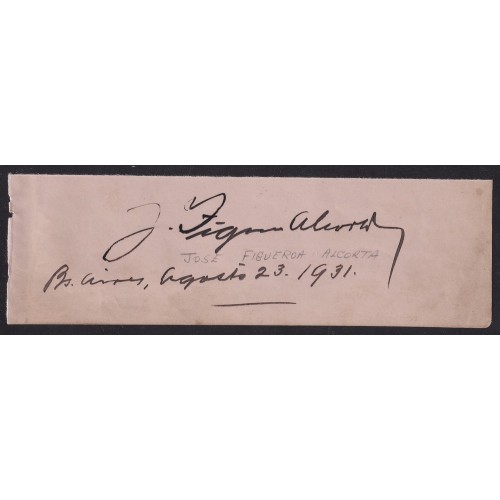 J. Figueroa Alcorta
JOSE FIGUEROA ALCORTA
Bs. Aires, Agosto 23. 1931.